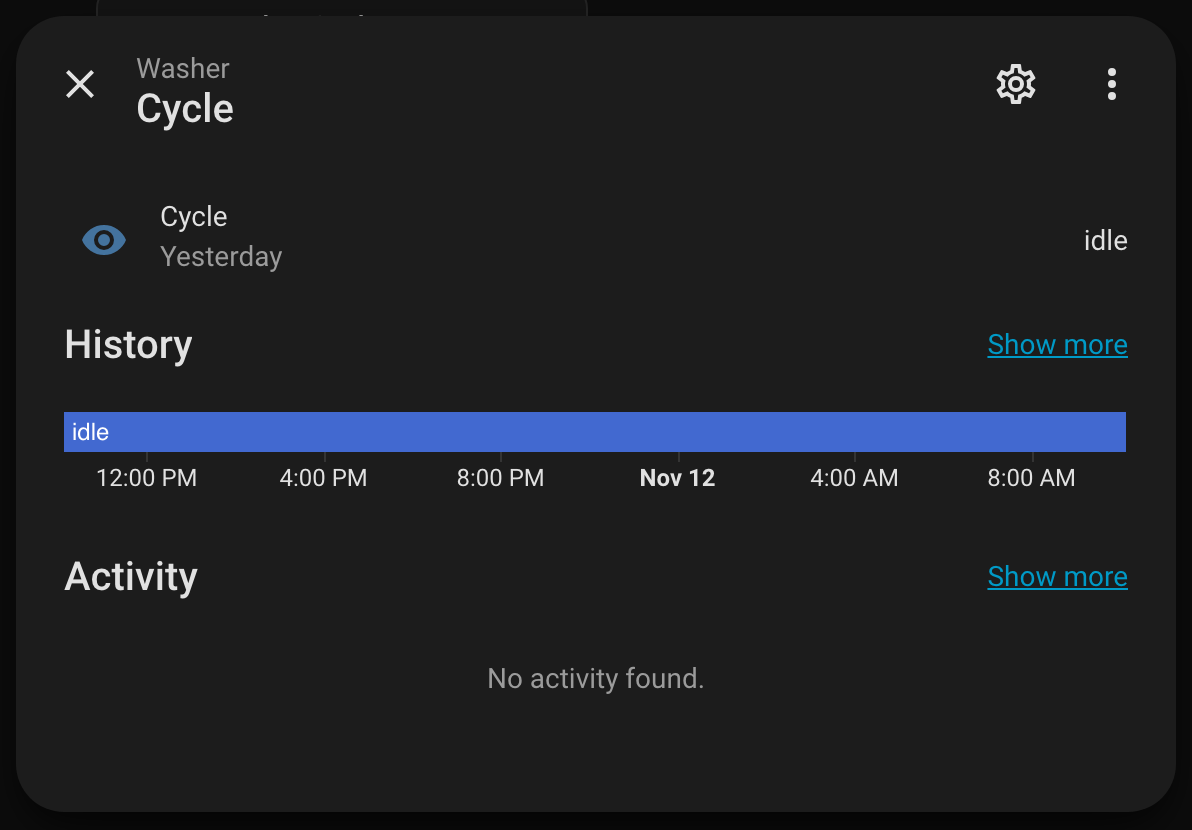 Washer
Cycle
Cycle
Yesterday
idle
History
Show more
idle
12:00 PM 4:00 PM 8:00 PM Nov 12 4:00 AM 8:00 AM
Activity
Show more
No activity found.